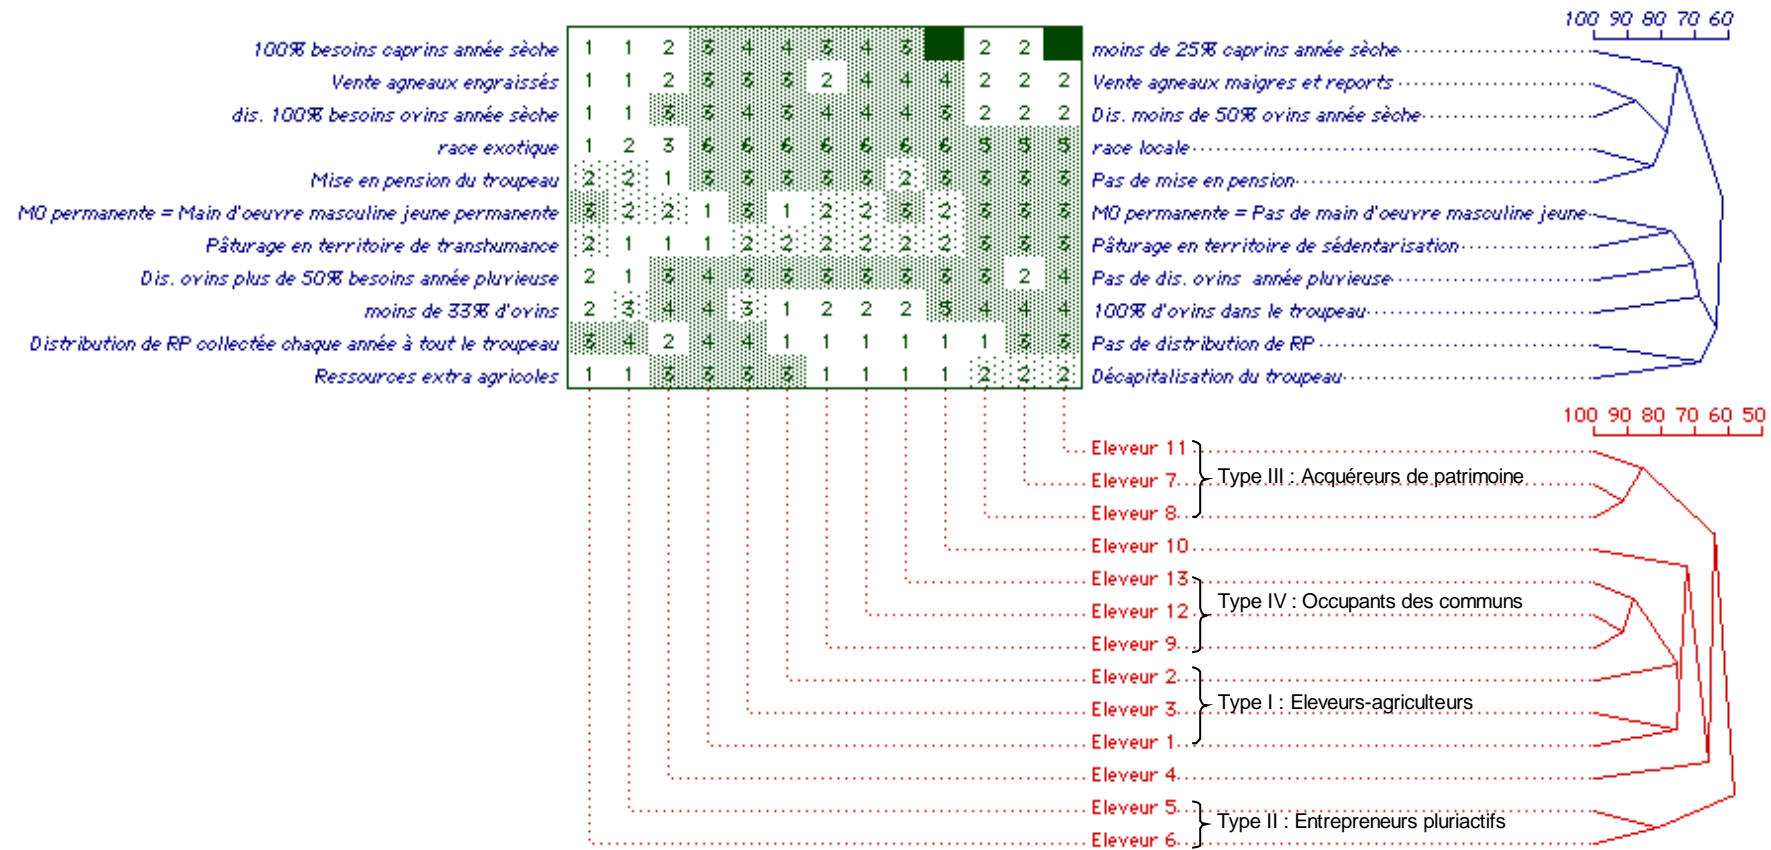 100 90 80 70 60
100% besoins caprins année sèche 1 1 2 3 4 4 3 4 3 2 2 moins de 25% caprins année sèche
Vente agneaux engraissés 1 1 2 3 3 3 2 4 4 4 2 2 2 Vente agneaux maigres et reports
dis. 100% besoins ovins année sèche 1 1 3 3 4 3 4 4 4 3 2 2 2 Dis. moins de 50% ovins année sèche
race exotique 1 2 3 6 6 6 6 6 6 6 5 5 5 race locale
Mise en pension du troupeau 2 2 1 3 3 3 3 3 2 3 3 3 3 Pas de mise en pension
MO permanente = Main d'oeuvre masculine jeune permanente 3 2 2 1 3 1 2 2 3 2 3 3 3 MO permanente = Pas de main d'oeuvre masculine jeune
Pâturage en territoire de transhumance 2 1 1 1 2 2 2 2 2 2 3 3 3 Pâturage en territoire de sédentarisation
Dis. ovins plus de 50% besoins année pluvieuse 2 1 3 4 3 3 3 3 3 3 3 2 4 Pas de dis. ovins année pluvieuse
moins de 33% d'ovins 2 3 4 4 3 1 2 2 2 5 4 4 4 100% d'ovins dans le troupeau
Distribution de RP collectée chaque année à tout le troupeau 3 4 2 4 4 1 1 1 1 1 1 3 3 Pas de distribution de RP
Ressources extra agricoles 1 1 3 3 3 3 1 1 1 1 2 2 2 Décapitalisation du troupeau
100 90 80 70 60 50
Eleveur 11
Eleveur 7 Type III : Acquéreurs de patrimoine
Eleveur 8
Eleveur 10
Eleveur 13
Eleveur 12 Type IV : Occupants des communs
Eleveur 9
Eleveur 2
Eleveur 3 Type I : Eleveurs-agriculteurs
Eleveur 1
Eleveur 4
Eleveur 5
Type II : Entrepreneurs pluriactifs
Eleveur 6